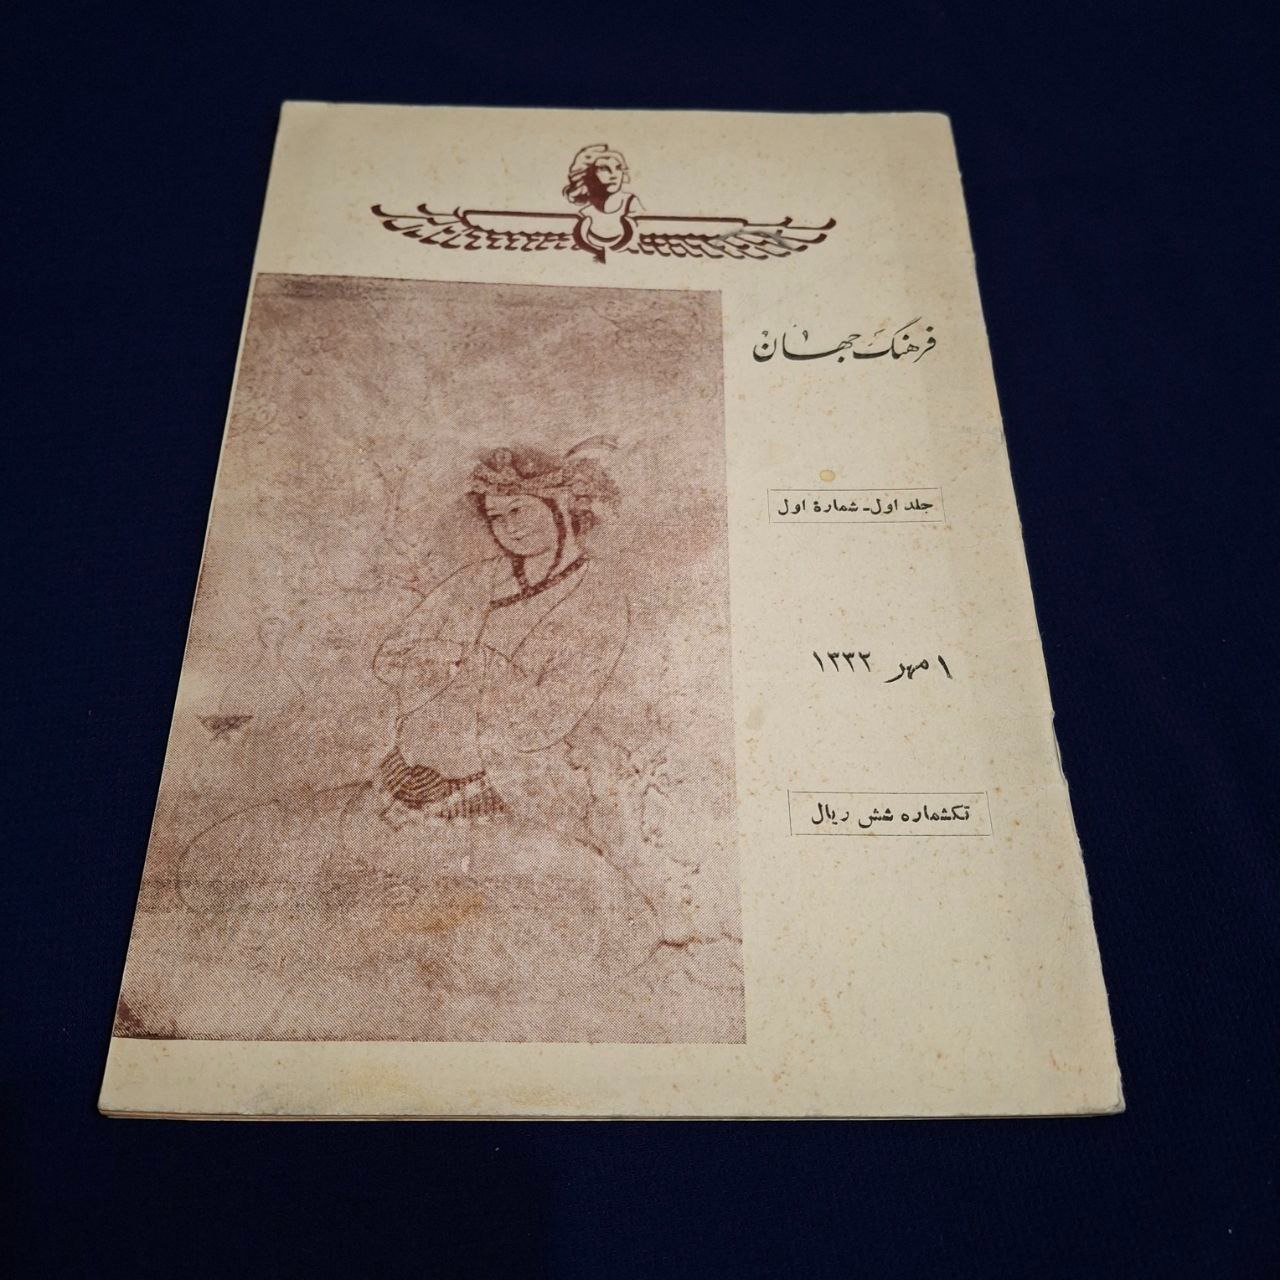 فرهنگ جهان
جلد اول - شمارهٔ اول
۱ مهر ۱۳۳۲
تکشماره شش ریال